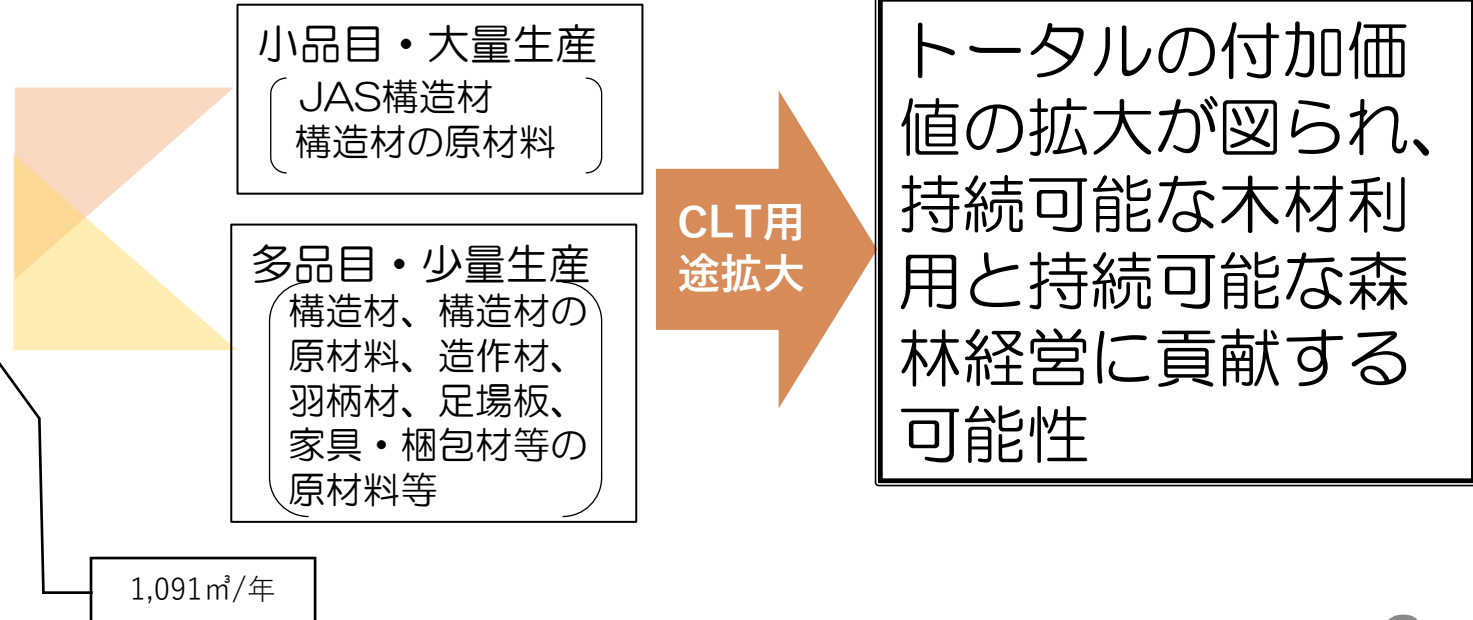 小品目・大量生産
JAS構造材
構造材の原材料
多品目・少量生産
構造材、構造材の
原材料、造作材、
羽柄材、足場板、
家具・梱包材等の
原材料等
1,091㎥/年
CLT用
途拡大
トータルの付加価
値の拡大が図られ、
持続可能な木材利
用と持続可能な森
林経営に貢献する
可能性